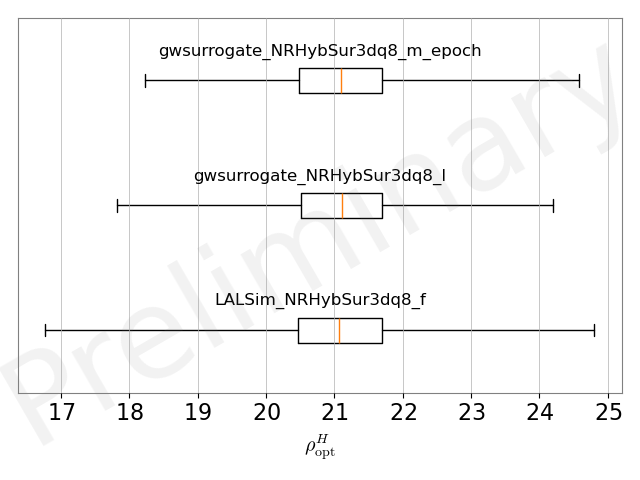 gwsurrogate_NRHybSur3dq8_m_epoch
gwsurrogate_NRHybSur3dq8_l
LALSim_NRHybSur3dq8_f
Preliminary
17 18 19 20 21 22 23 24 25
ρ^H_opt